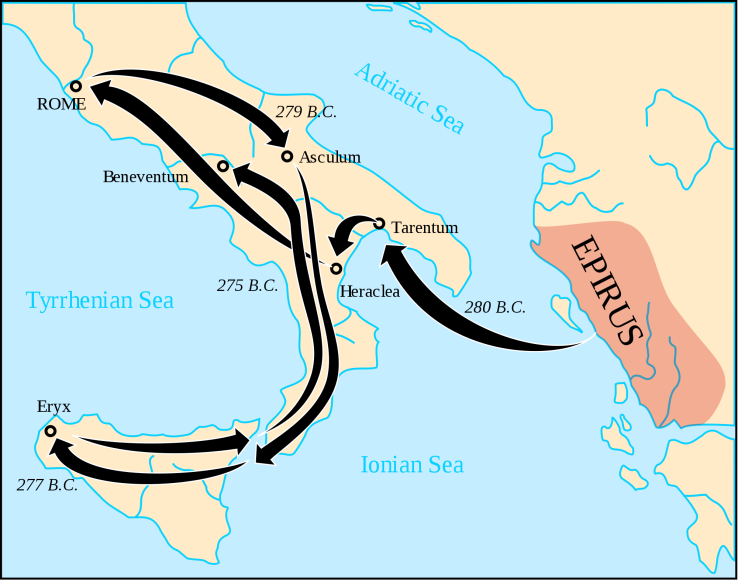 Adriatic Sea
ROME
279 B.C.
Asculum
Beneventum
Tarentum
EPIRUS
275 B.C.
Heraclea
Tyrrhenian Sea
280 B.C.
Eryx
Ionian Sea
277 B.C.